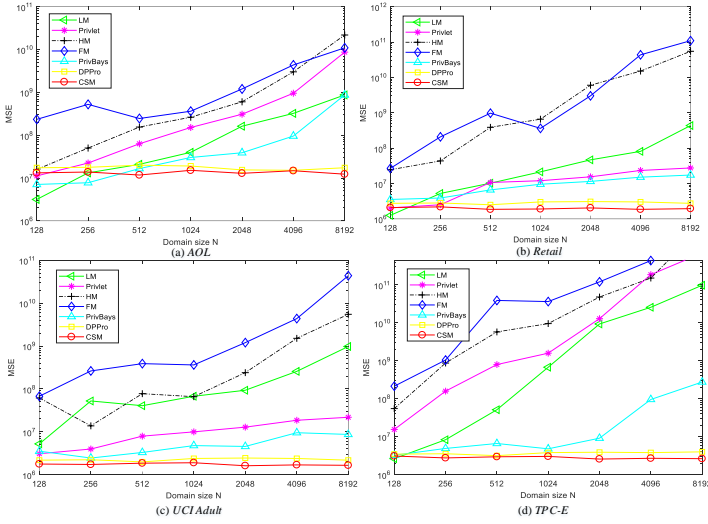 10^11
LM
Privlet
HM
FM
PrivBays
DPPro
CSM
10^10
10^9
10^8
10^7
10^6
MSE
128 256 512 1024 2048 4096 8192
Domain size N
(a) AOL
10^12
LM
Privlet
HM
FM
PrivBays
DPPro
CSM
10^11
10^10
10^9
10^8
10^7
10^6
MSE
128 256 512 1024 2048 4096 8192
Domain size N
(b) Retail
10^11
LM
Privlet
HM
FM
PrivBays
DPPro
CSM
10^10
10^9
10^8
10^7
10^6
MSE
128 256 512 1024 2048 4096 8192
Domain size N
(c) UCI Adult
LM
Privlet
HM
FM
PrivBays
DPPro
CSM
10^11
10^10
10^9
10^8
10^7
10^6
MSE
128 256 512 1024 2048 4096 8192
Domain size N
(d) TPC-E